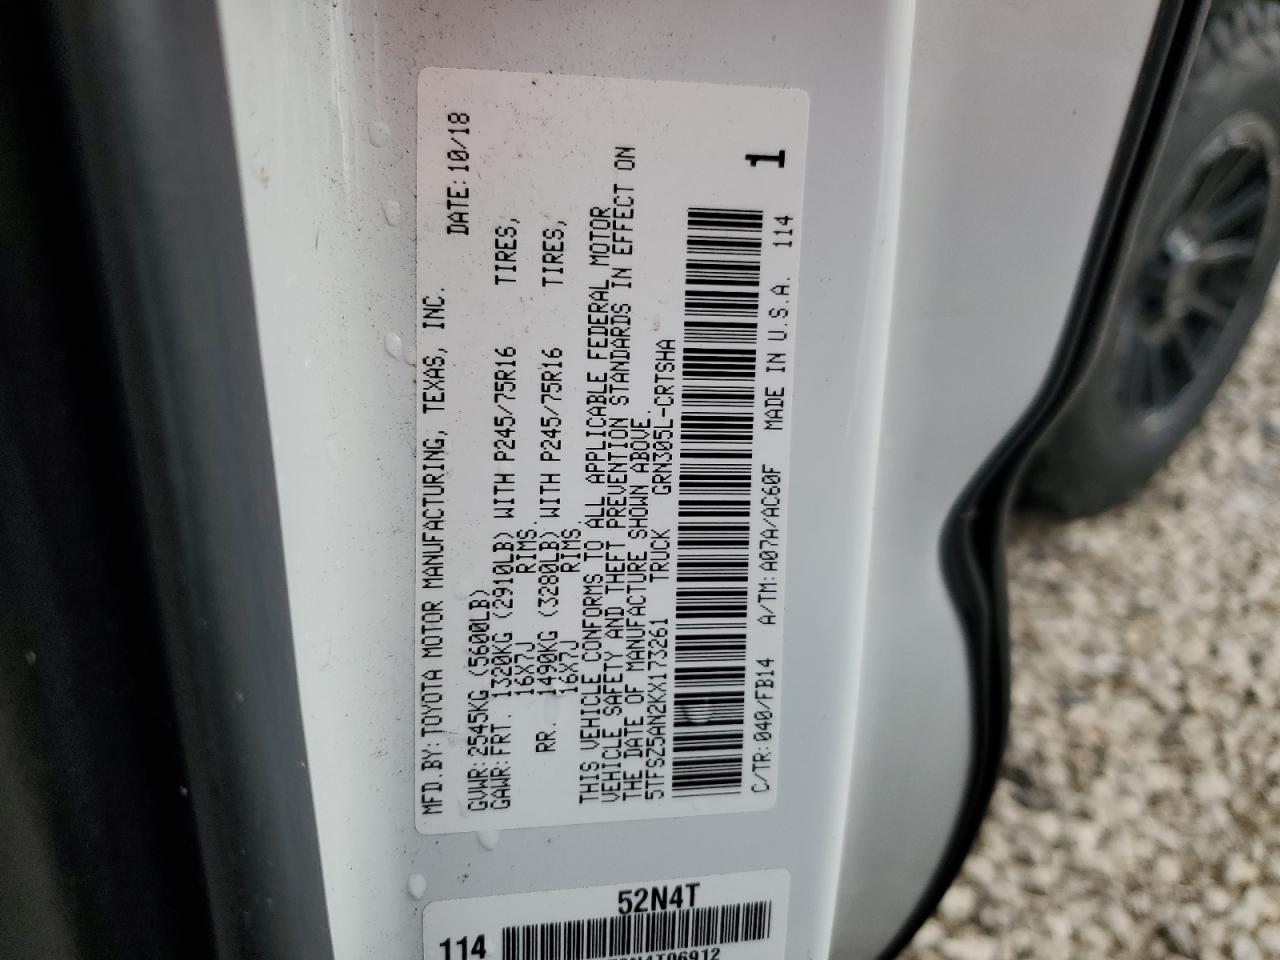 MFD.BY: TOYOTA MOTOR MANUFACTURING, TEXAS, INC. DATE: 10/18
GVWR: 2545KG (5600LB)
GAWR: FRT. 1320KG (2910LB) WITH P245/75R16 TIRES,
16X7J RIMS.
RR. 1490KG (3280LB) WITH P245/75R16 TIRES,
16X7J RIMS
THIS VEHICLE CONFORMS TO ALL APPLICABLE FEDERAL MOTOR
VEHICLE SAFETY AND THEFT PREVENTION STANDARDS IN EFFECT ON
THE DATE OF MANUFACTURE SHOWN ABOVE.
5TFSZ5AN2KX173261 TRUCK GRN305L-CRTSHA
C/TR: 040/FB14 A/TM: A07A/AC60F MADE IN U.S.A. 114
1
52N4T
114